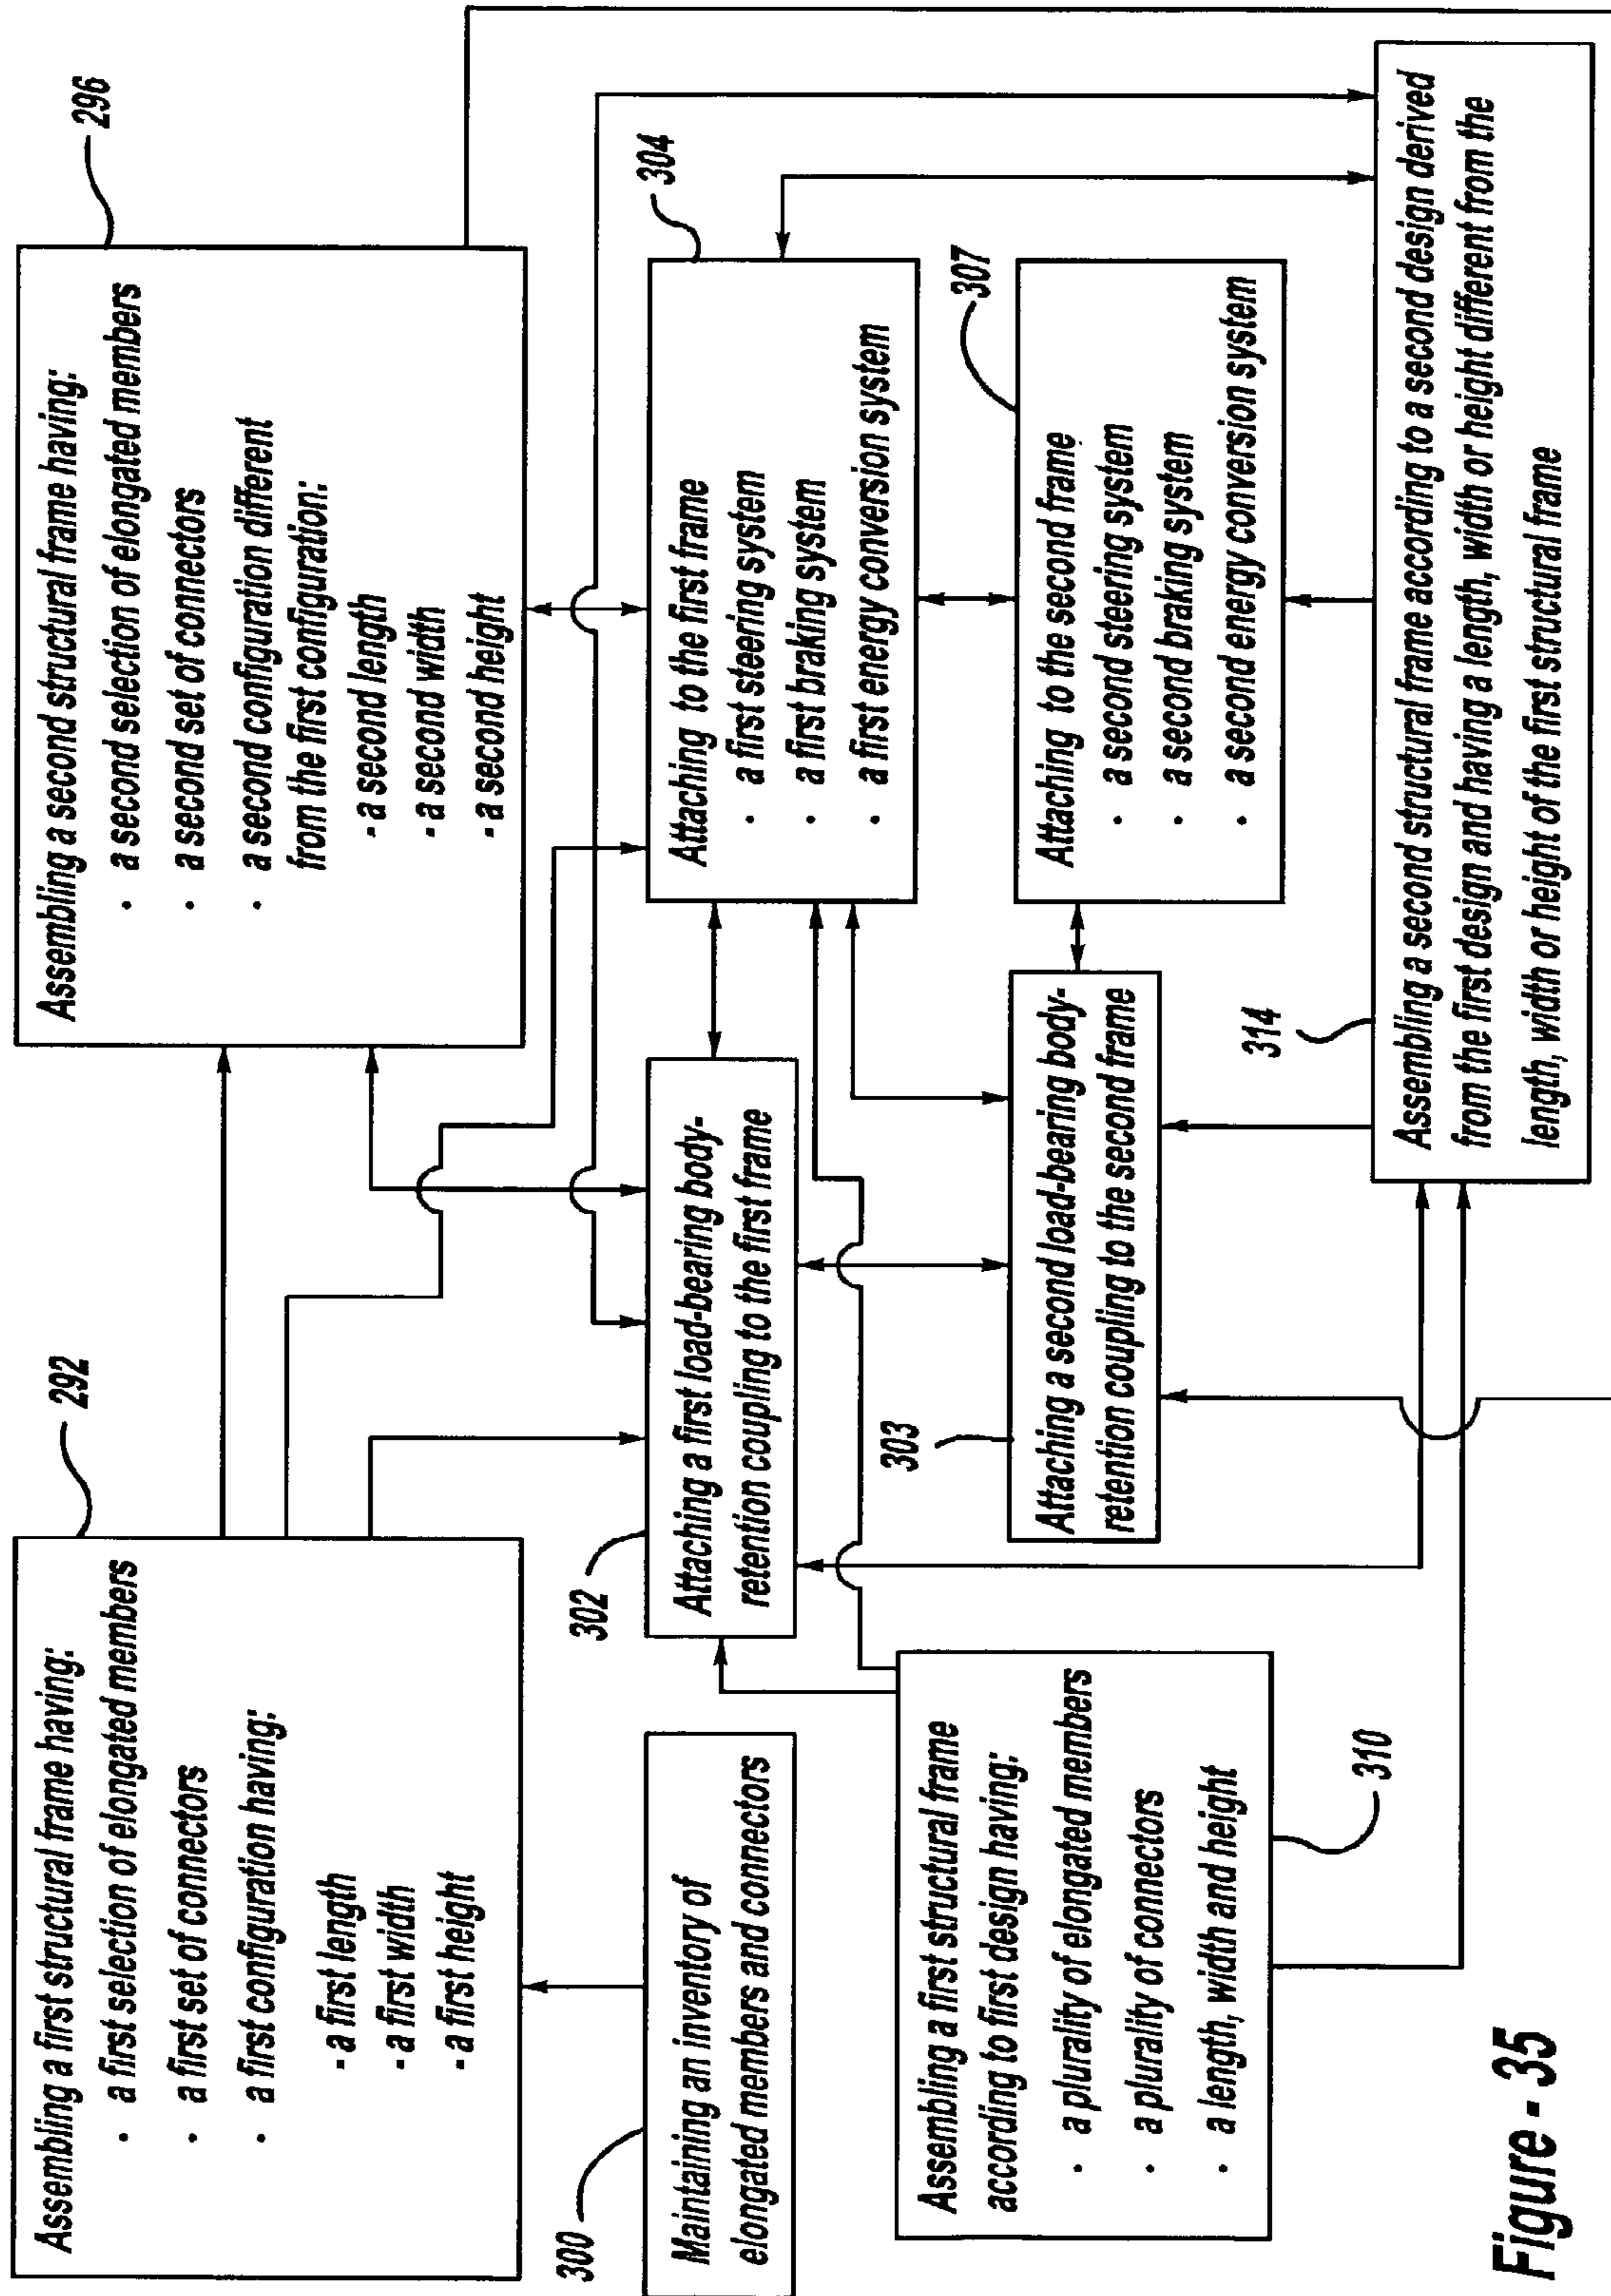 Assembling a first structural frame having:
• a first selection of elongated members
• a first set of connectors
• a first configuration having:
- a first length
- a first width
- a first height
292
Assembling a second structural frame having:
• a second selection of elongated members
• a second set of connectors
• a second configuration different
from the first configuration:
- a second length
- a second width
- a second height
296
300
Maintaining an inventory of
elongated members and connectors
302
Attaching a first load-bearing body-
retention coupling to the first frame
304
Attaching to the first frame
• a first steering system
• a first braking system
• a first energy conversion system
Assembling a first structural frame
according to first design having:
• a plurality of elongated members
• a plurality of connectors
• a length, width and height
310
303
Attaching a second load-bearing body-
retention coupling to the second frame
307
Attaching to the second frame
• a second steering system
• a second braking system
• a second energy conversion system
314
Assembling a second structural frame according to a second design derived
from the first design and having a length, width or height different from the
length, width or height of the first structural frame
Figure - 35